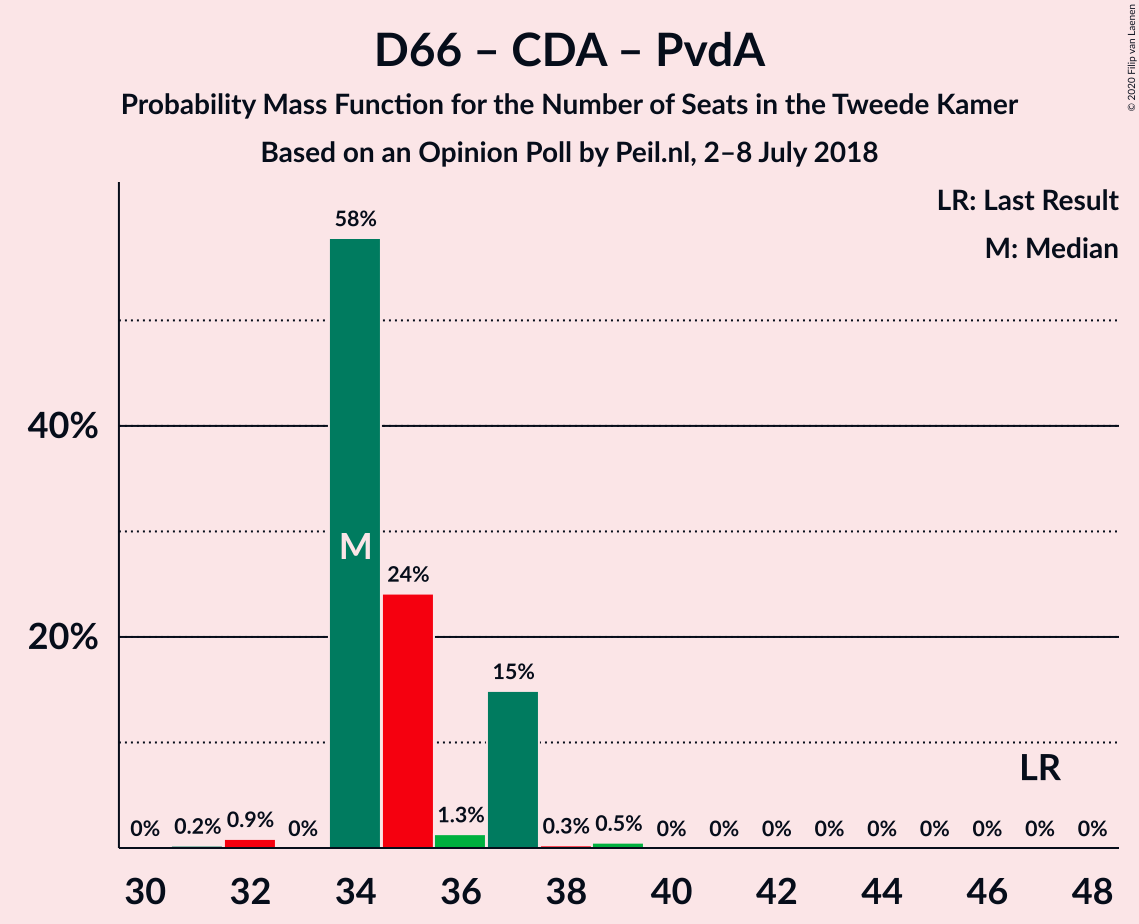 D66 – CDA – PvdA
Probability Mass Function for the Number of Seats in the Tweede Kamer
Based on an Opinion Poll by Peil.nl, 2–8 July 2018
© 2020 Filip van Laenen
LR: Last Result
M: Median
58%
40%
M
24%
20%
15%
LR
0% 0.2% 0.9% 0% 1.3% 0.3% 0.5% 0% 0% 0% 0% 0% 0% 0% 0% 0%
30 32 34 36 38 40 42 44 46 48